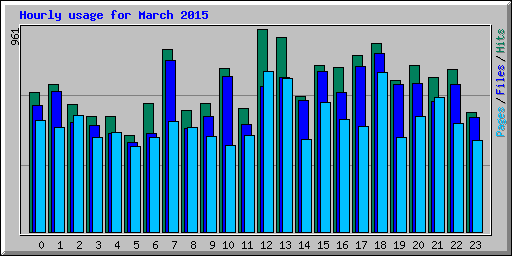 Hourly usage for March 2015
961
Pages/Files/Hits
0 1 2 3 4 5 6 7 8 9 10 11 12 13 14 15 16 17 18 19 20 21 22 23